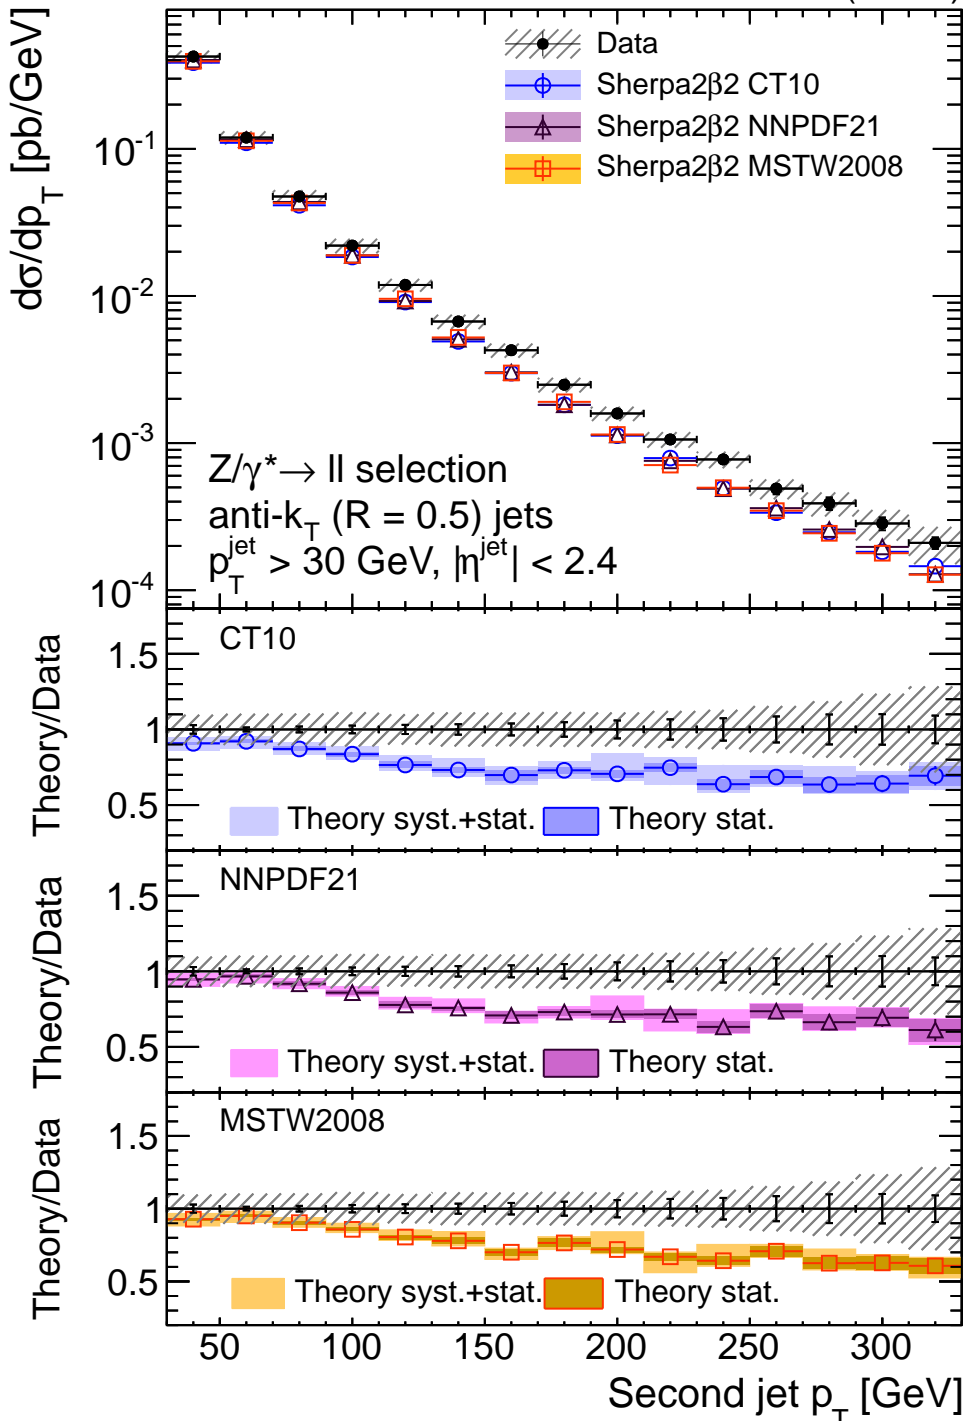 dσ/dp_T [pb/GeV]
10^-1
10^-2
10^-3
10^-4
Data
Sherpa2β2 CT10
Sherpa2β2 NNPDF21
Sherpa2β2 MSTW2008
Z/γ*→ ll selection
anti-k_T (R = 0.5) jets
p_T^jet > 30 GeV, |η^jet| < 2.4
Theory/Data
CT10
1.5
1
0.5
Theory syst.+stat.
Theory stat.
Theory/Data
NNPDF21
1.5
1
0.5
Theory syst.+stat.
Theory stat.
Theory/Data
MSTW2008
1.5
1
0.5
Theory syst.+stat.
Theory stat.
50 100 150 200 250 300
Second jet p_T [GeV]